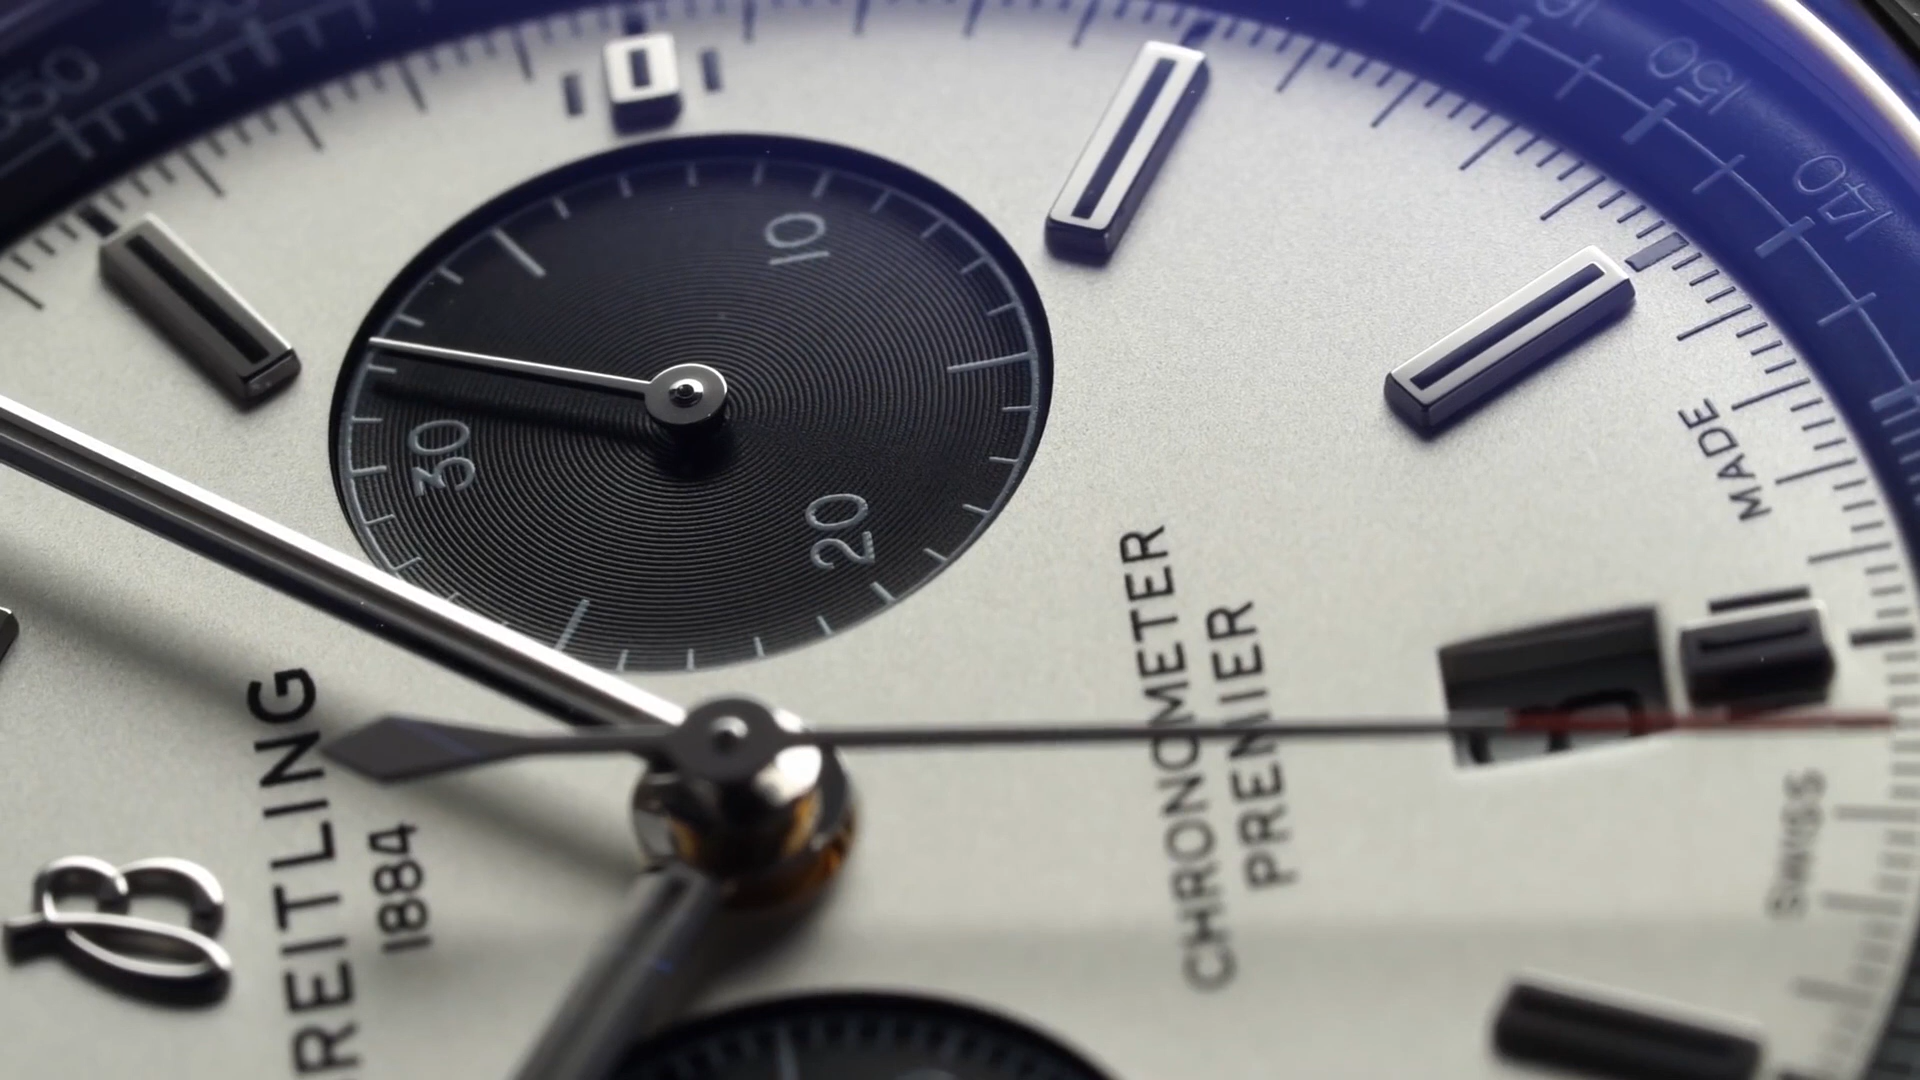 BREITLING
1884
CHRONOMETER
PREMIER
10
20
30
SWISS
MADE
150
140